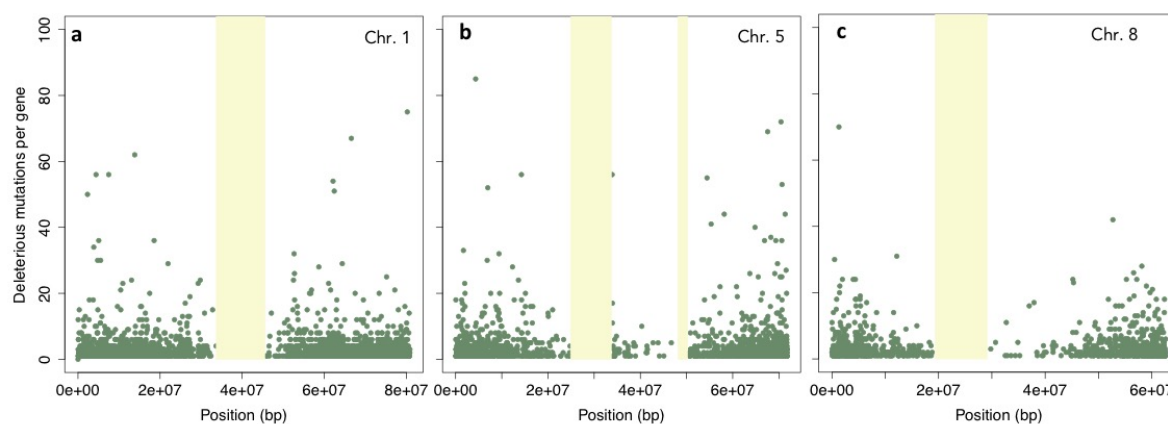 a
Chr. 1
b
Chr. 5
c
Chr. 8
Deleterious mutations per gene
100
80
60
40
20
0
0e+00 2e+07 4e+07 6e+07 8e+07
0e+00 2e+07 4e+07 6e+07
0e+00 2e+07 4e+07 6e+07
Position (bp)
Position (bp)
Position (bp)